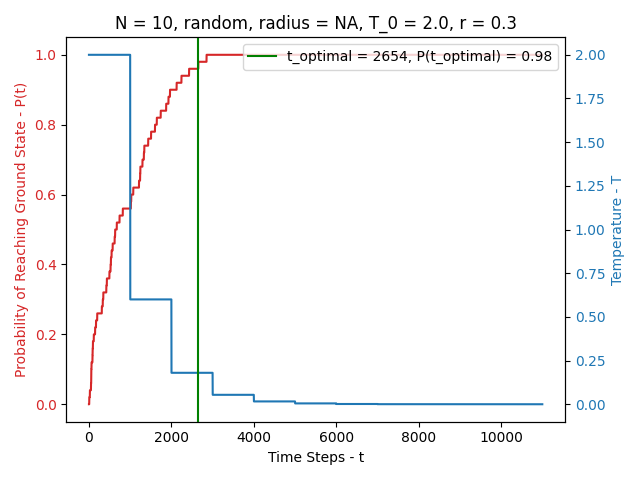 N = 10, random, radius = NA, T_0 = 2.0, r = 0.3
t_optimal = 2654, P(t_optimal) = 0.98
Probability of Reaching Ground State - P(t)
1.0
0.8
0.6
0.4
0.2
0.0
2.00
1.75
1.50
1.25
1.00
0.75
0.50
0.25
0.00
Temperature - T
0 2000 4000 6000 8000 10000
Time Steps - t